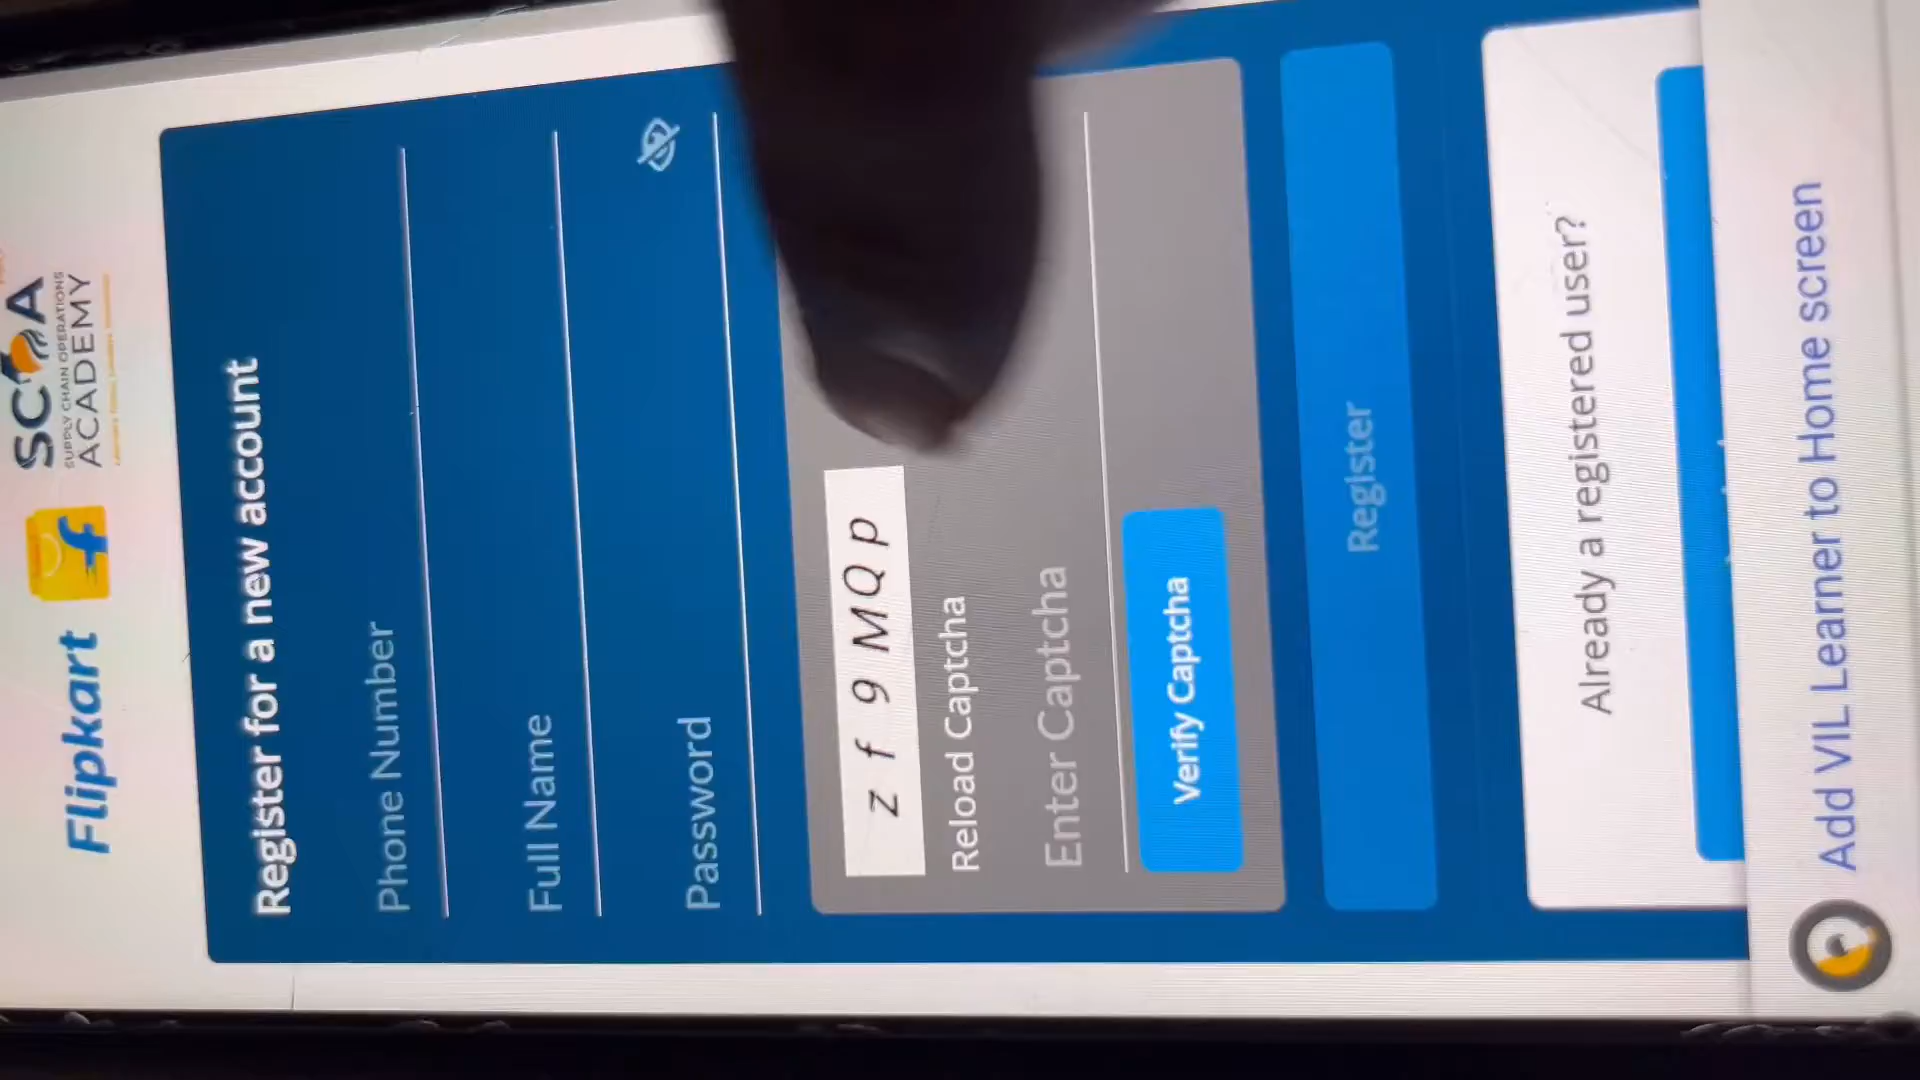 Flipkart
SCOA
SUPPLY CHAIN OPERATIONS
ACADEMY
Register for a new account
Phone Number
Full Name
Password
z f 9 M Q p
Reload Captcha
Enter Captcha
Verify Captcha
Register
Already a registered user?
Add VIL Learner to Home screen